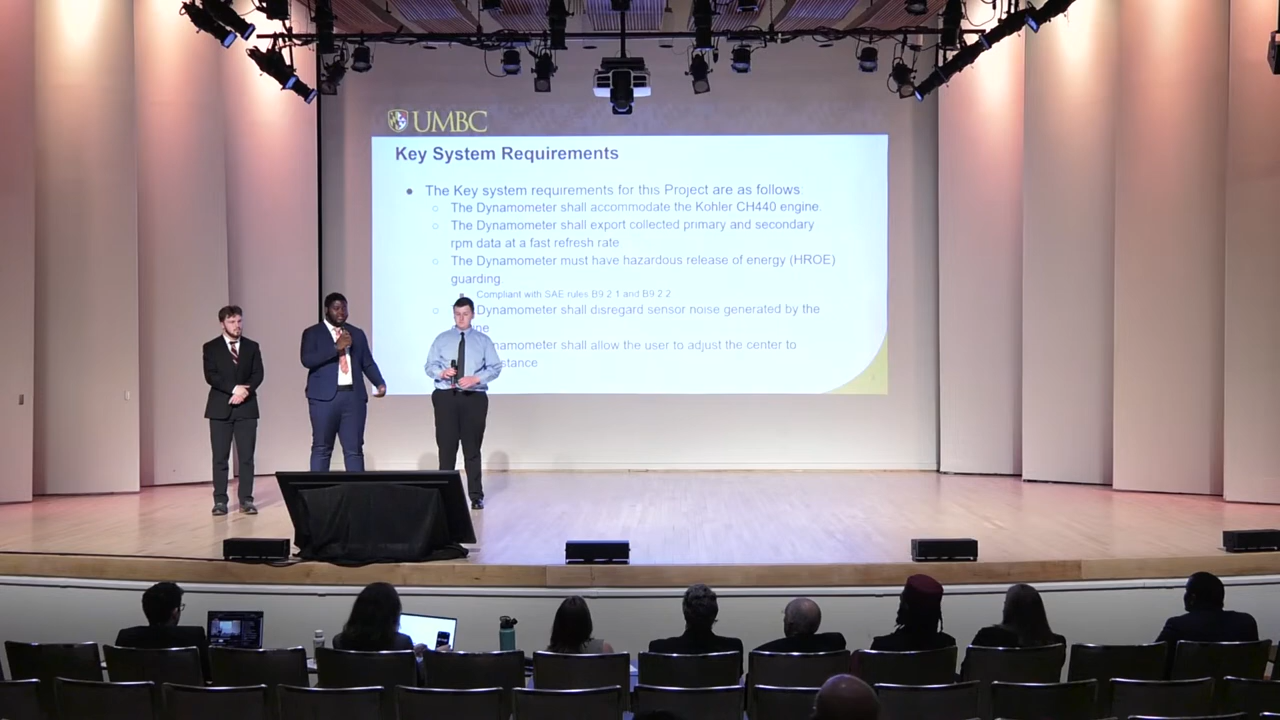 UMBC
Key System Requirements
● The Key system requirements for this Project are as follows
○ The Dynamometer shall accommodate the Kohler CH440 engine.
○ The Dynamometer shall export collected primary and secondary
rpm data at a fast refresh rate
○ The Dynamometer must have hazardous release of energy (HROE)
guarding
■ Compliant with SAE rules B9.2.1 and B9.2.2
○ Dynamometer shall disregard sensor noise generated by the
shall allow the user to adjust the center to